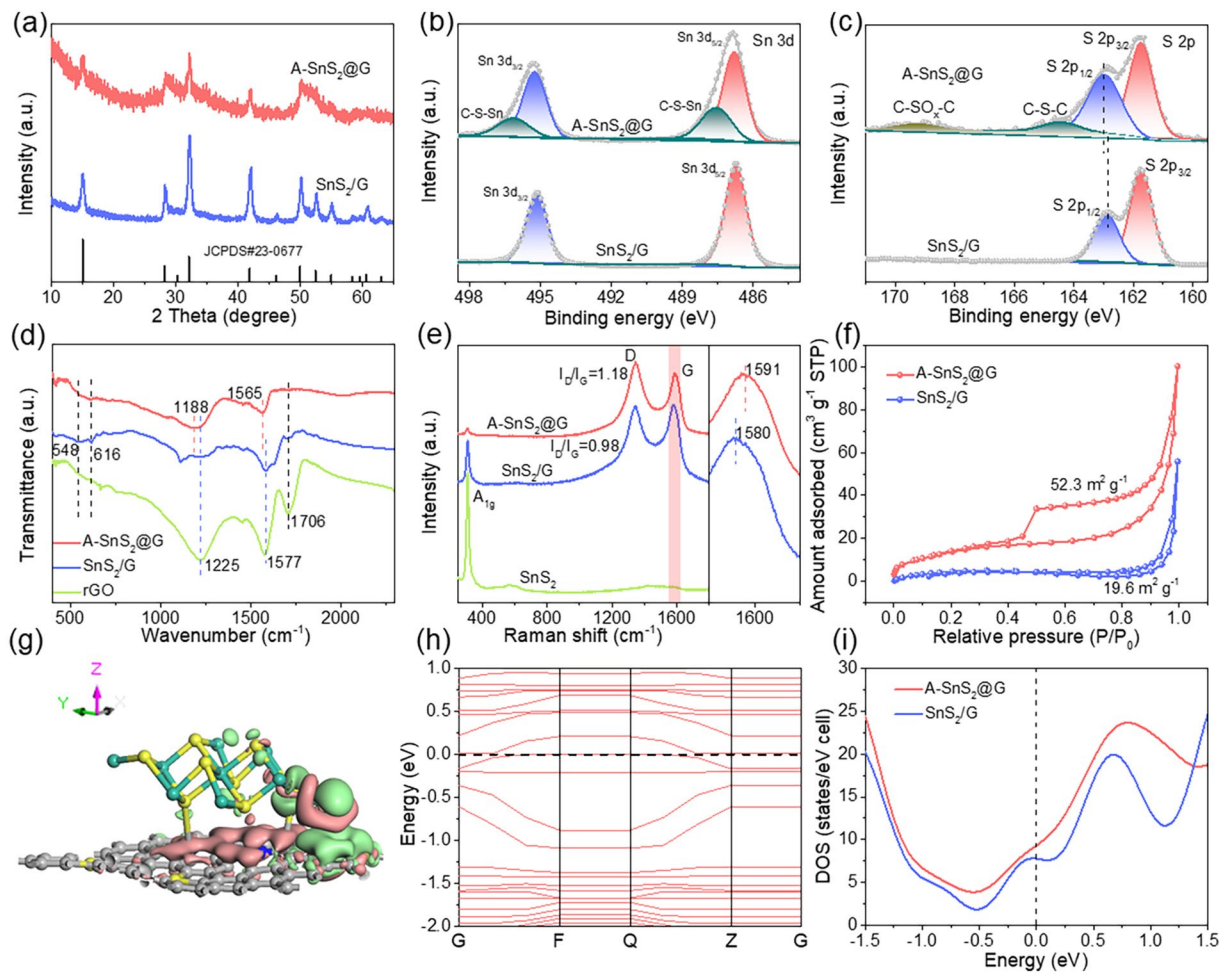 (a)
A-SnS₂@G
SnS₂/G
JCPDS#23-0677
Intensity (a.u.)
10 20 30 40 50 60
2 Theta (degree)
(b)
Sn 3d₃/₂
Sn 3d₅/₂
Sn 3d
C-S-Sn
C-S-Sn
A-SnS₂@G
Sn 3d₃/₂
Sn 3d₅/₂
SnS₂/G
Intensity (a.u.)
498 495 492 489 486
Binding energy (eV)
(c)
S 2p₃/₂
S 2p
S 2p₁/₂
A-SnS₂@G
C-SOₓ-C
C-S-C
S 2p₃/₂
S 2p₁/₂
SnS₂/G
Intensity (a.u.)
170 168 166 164 162 160
Binding energy (eV)
(d)
1188
1565
548
616
1706
1225
1577
A-SnS₂@G
SnS₂/G
rGO
Transmittance (a.u.)
500 1000 1500 2000
Wavenumber (cm⁻¹)
(e)
D
G
I_D/I_G=1.18
A-SnS₂@G
I_D/I_G=0.98
SnS₂/G
A₁g
SnS₂
1591
1580
Intensity (a.u.)
400 800 1200 1600
1600
Raman shift (cm⁻¹)
(f)
A-SnS₂@G
SnS₂/G
52.3 m² g⁻¹
19.6 m² g⁻¹
Amount adsorbed (cm³ g⁻¹ STP)
100
80
60
40
20
0
0.0 0.2 0.4 0.6 0.8 1.0
Relative pressure (P/P₀)
(g)
Z
Y
X
(h)
Energy (eV)
1.0
0.5
0.0
-0.5
-1.0
-1.5
-2.0
G F Q Z G
(i)
A-SnS₂@G
SnS₂/G
DOS (states/eV cell)
30
25
20
15
10
5
0
-1.5 -1.0 -0.5 0.0 0.5 1.0 1.5
Energy (eV)